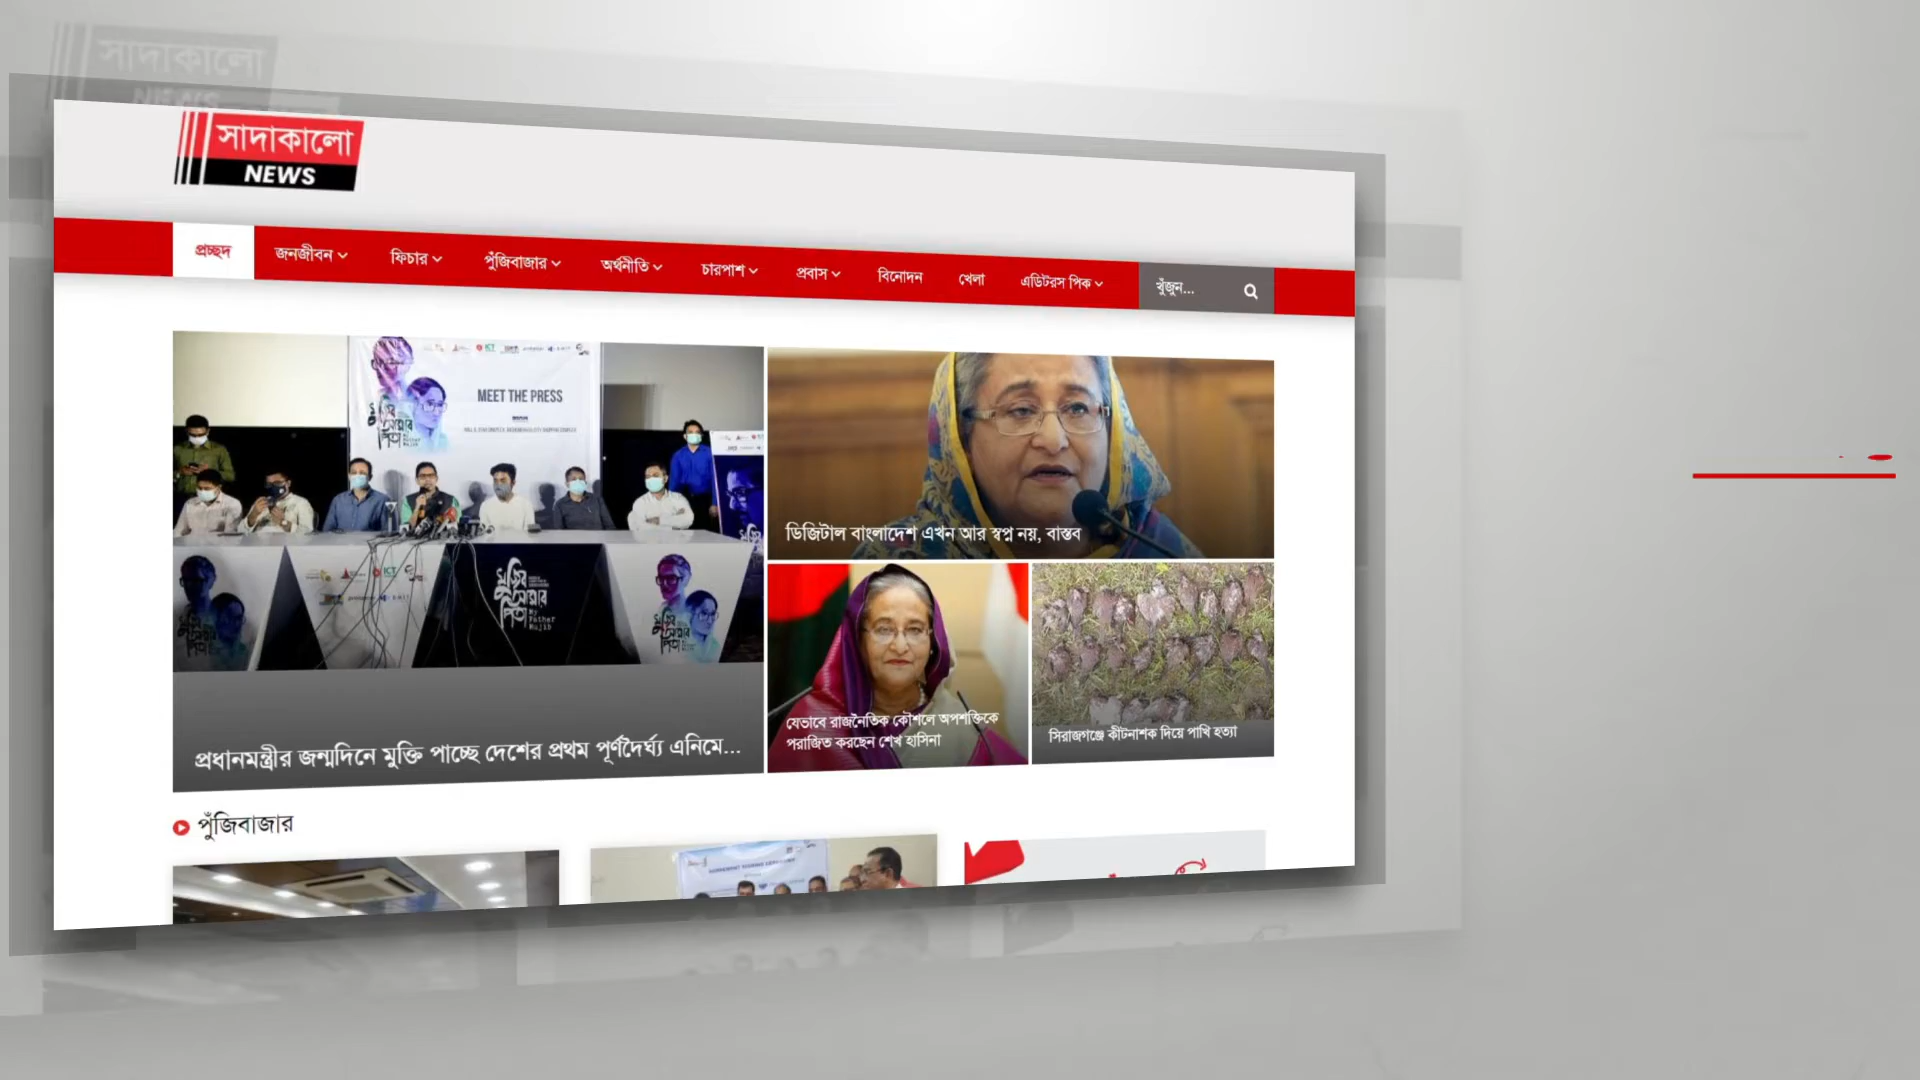 সাদাকালো
NEWS
প্রচ্ছদ
জনজীবন
ফিচার
পুঁজিবাজার
অর্থনীতি
চারপাশ
প্রবাস
বিনোদন
খেলা
এডিটরস পিক
খুঁজুন...
MEET THE PRESS
ডিজিটাল বাংলাদেশ এখন আর স্বপ্ন নয়, বাস্তব
যেভাবে রাজনৈতিক কৌশলে অপশক্তিকে
পরাজিত করছেন শেখ হাসিনা
সিরাজগঞ্জে কীটনাশক দিয়ে পাখি হত্যা
প্রধানমন্ত্রীর জন্মদিনে মুক্তি পাচ্ছে দেশের প্রথম পূর্ণদৈর্ঘ্য এনিমে...
পুঁজিবাজার